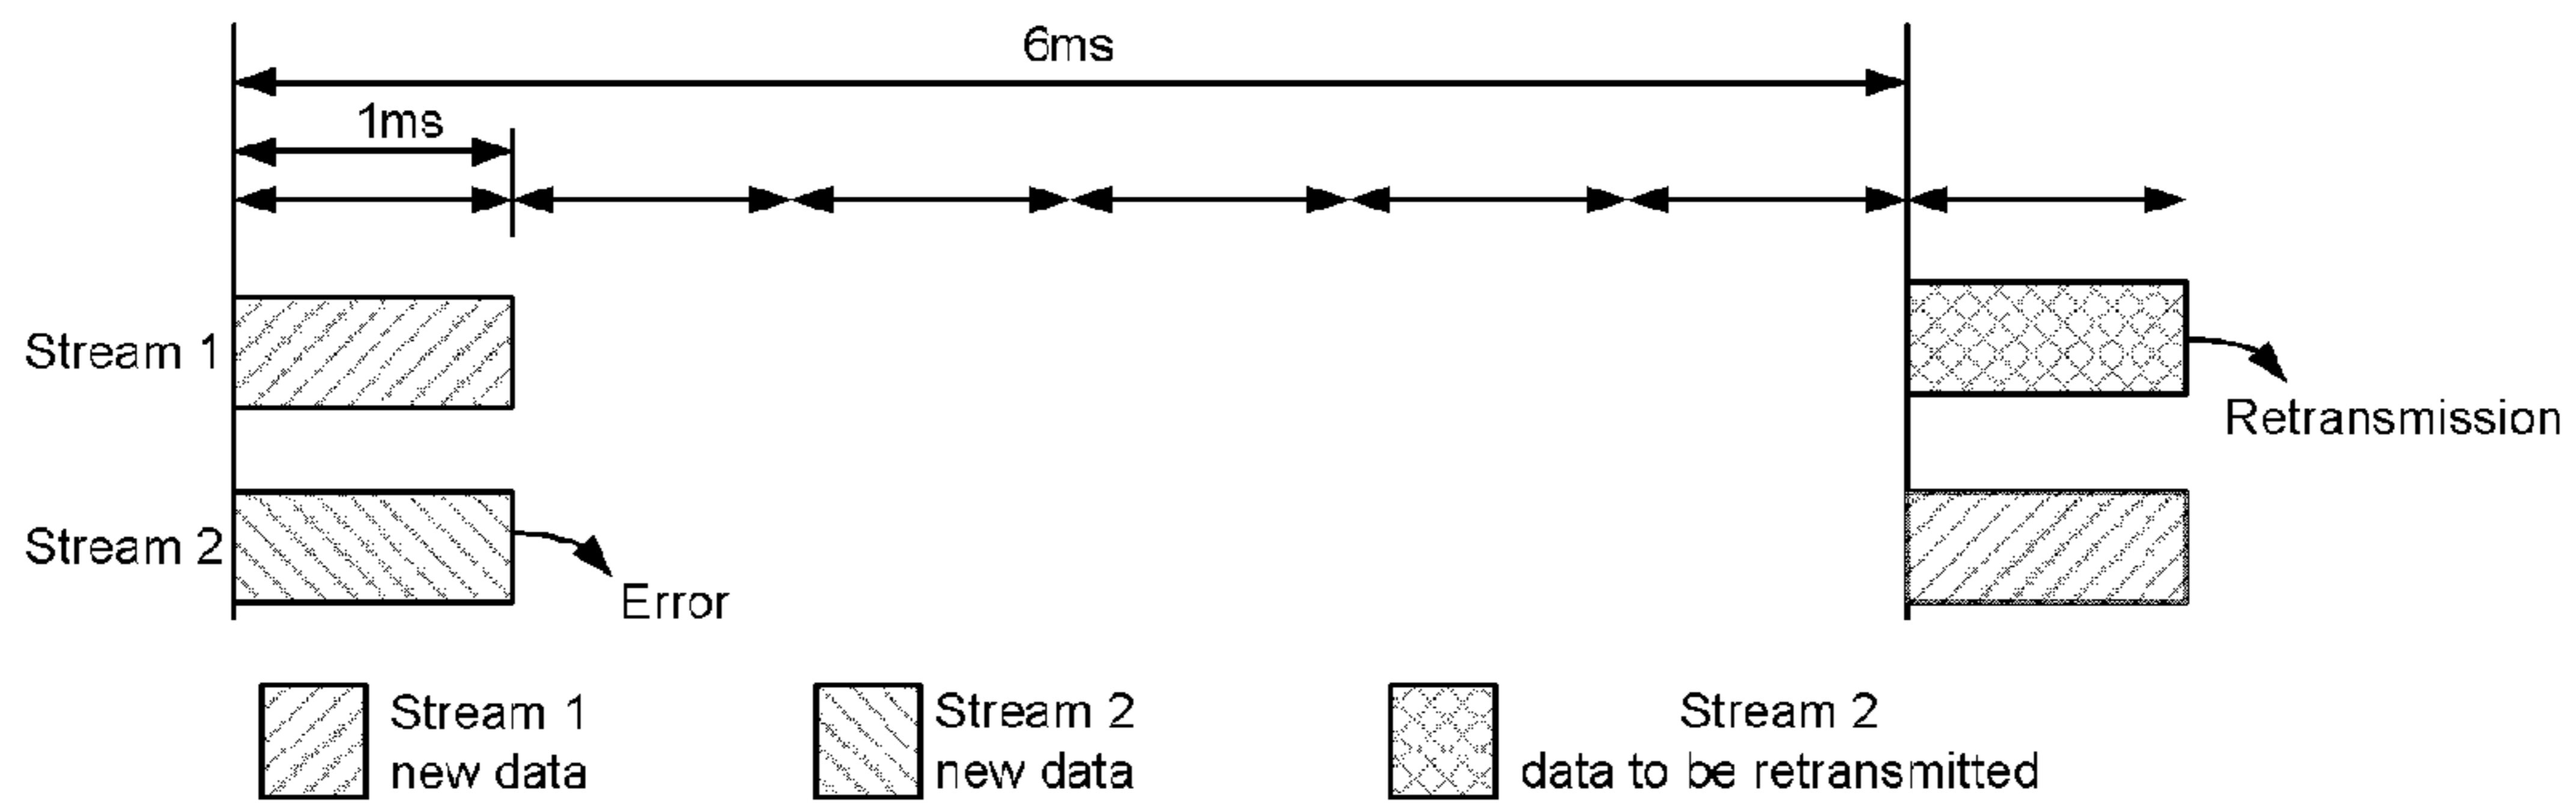 6ms
1ms
Stream 1
Retransmission
Stream 2
Error
Stream 1
new data
Stream 2
new data
Stream 2
data to be retransmitted